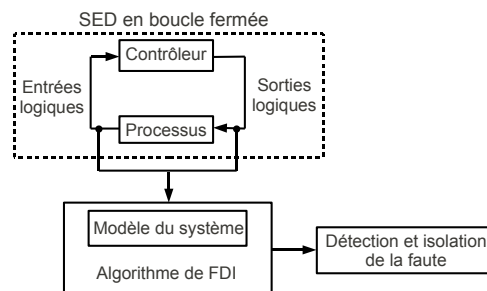 SED en boucle fermée
Contrôleur
Entrées
logiques
Sorties
logiques
Processus
Modèle du système
Algorithme de FDI
Détection et isolation
de la faute